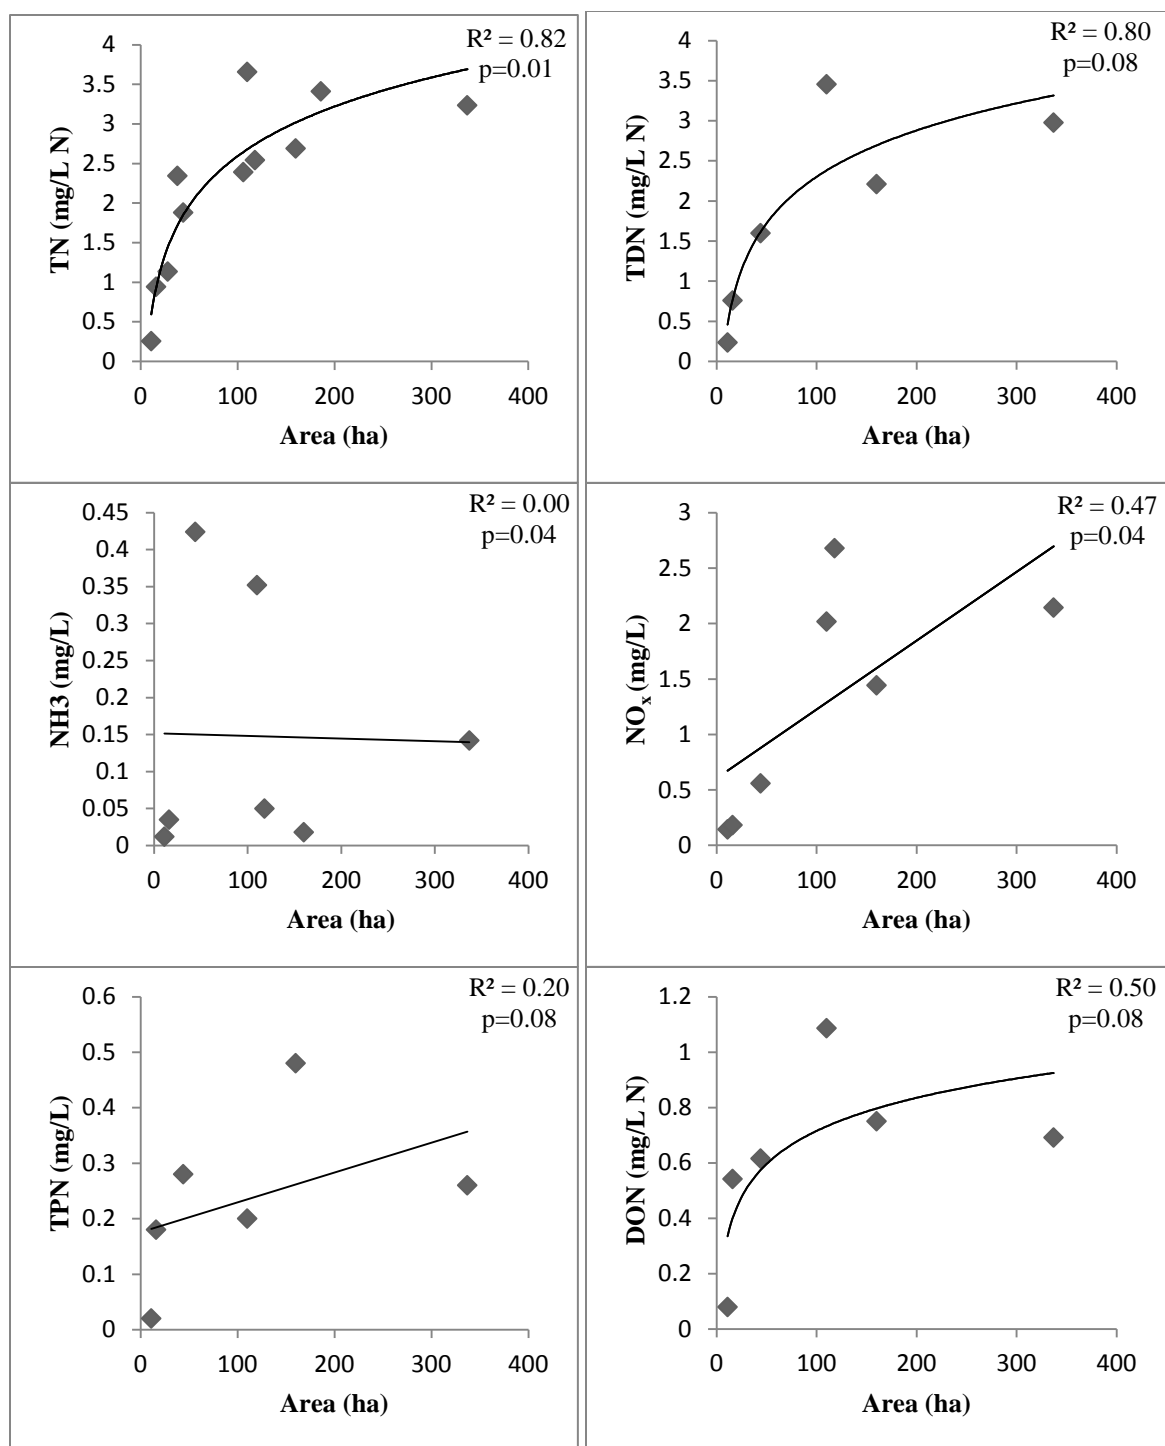 R² = 0.82
p=0.01
4
3.5
3
2.5
2
1.5
1
0.5
0
TN (mg/L N)
0 100 200 300 400
Area (ha)
R² = 0.80
p=0.08
4
3.5
3
2.5
2
1.5
1
0.5
0
TDN (mg/L N)
0 100 200 300 400
Area (ha)
R² = 0.00
p=0.04
0.45
0.4
0.35
0.3
0.25
0.2
0.15
0.1
0.05
0
NH3 (mg/L)
0 100 200 300 400
Area (ha)
R² = 0.47
p=0.04
3
2.5
2
1.5
1
0.5
0
NOₓ (mg/L)
0 100 200 300 400
Area (ha)
R² = 0.20
p=0.08
0.6
0.5
0.4
0.3
0.2
0.1
0
TPN (mg/L)
0 100 200 300 400
Area (ha)
R² = 0.50
p=0.08
1.2
1
0.8
0.6
0.4
0.2
0
DON (mg/L N)
0 100 200 300 400
Area (ha)